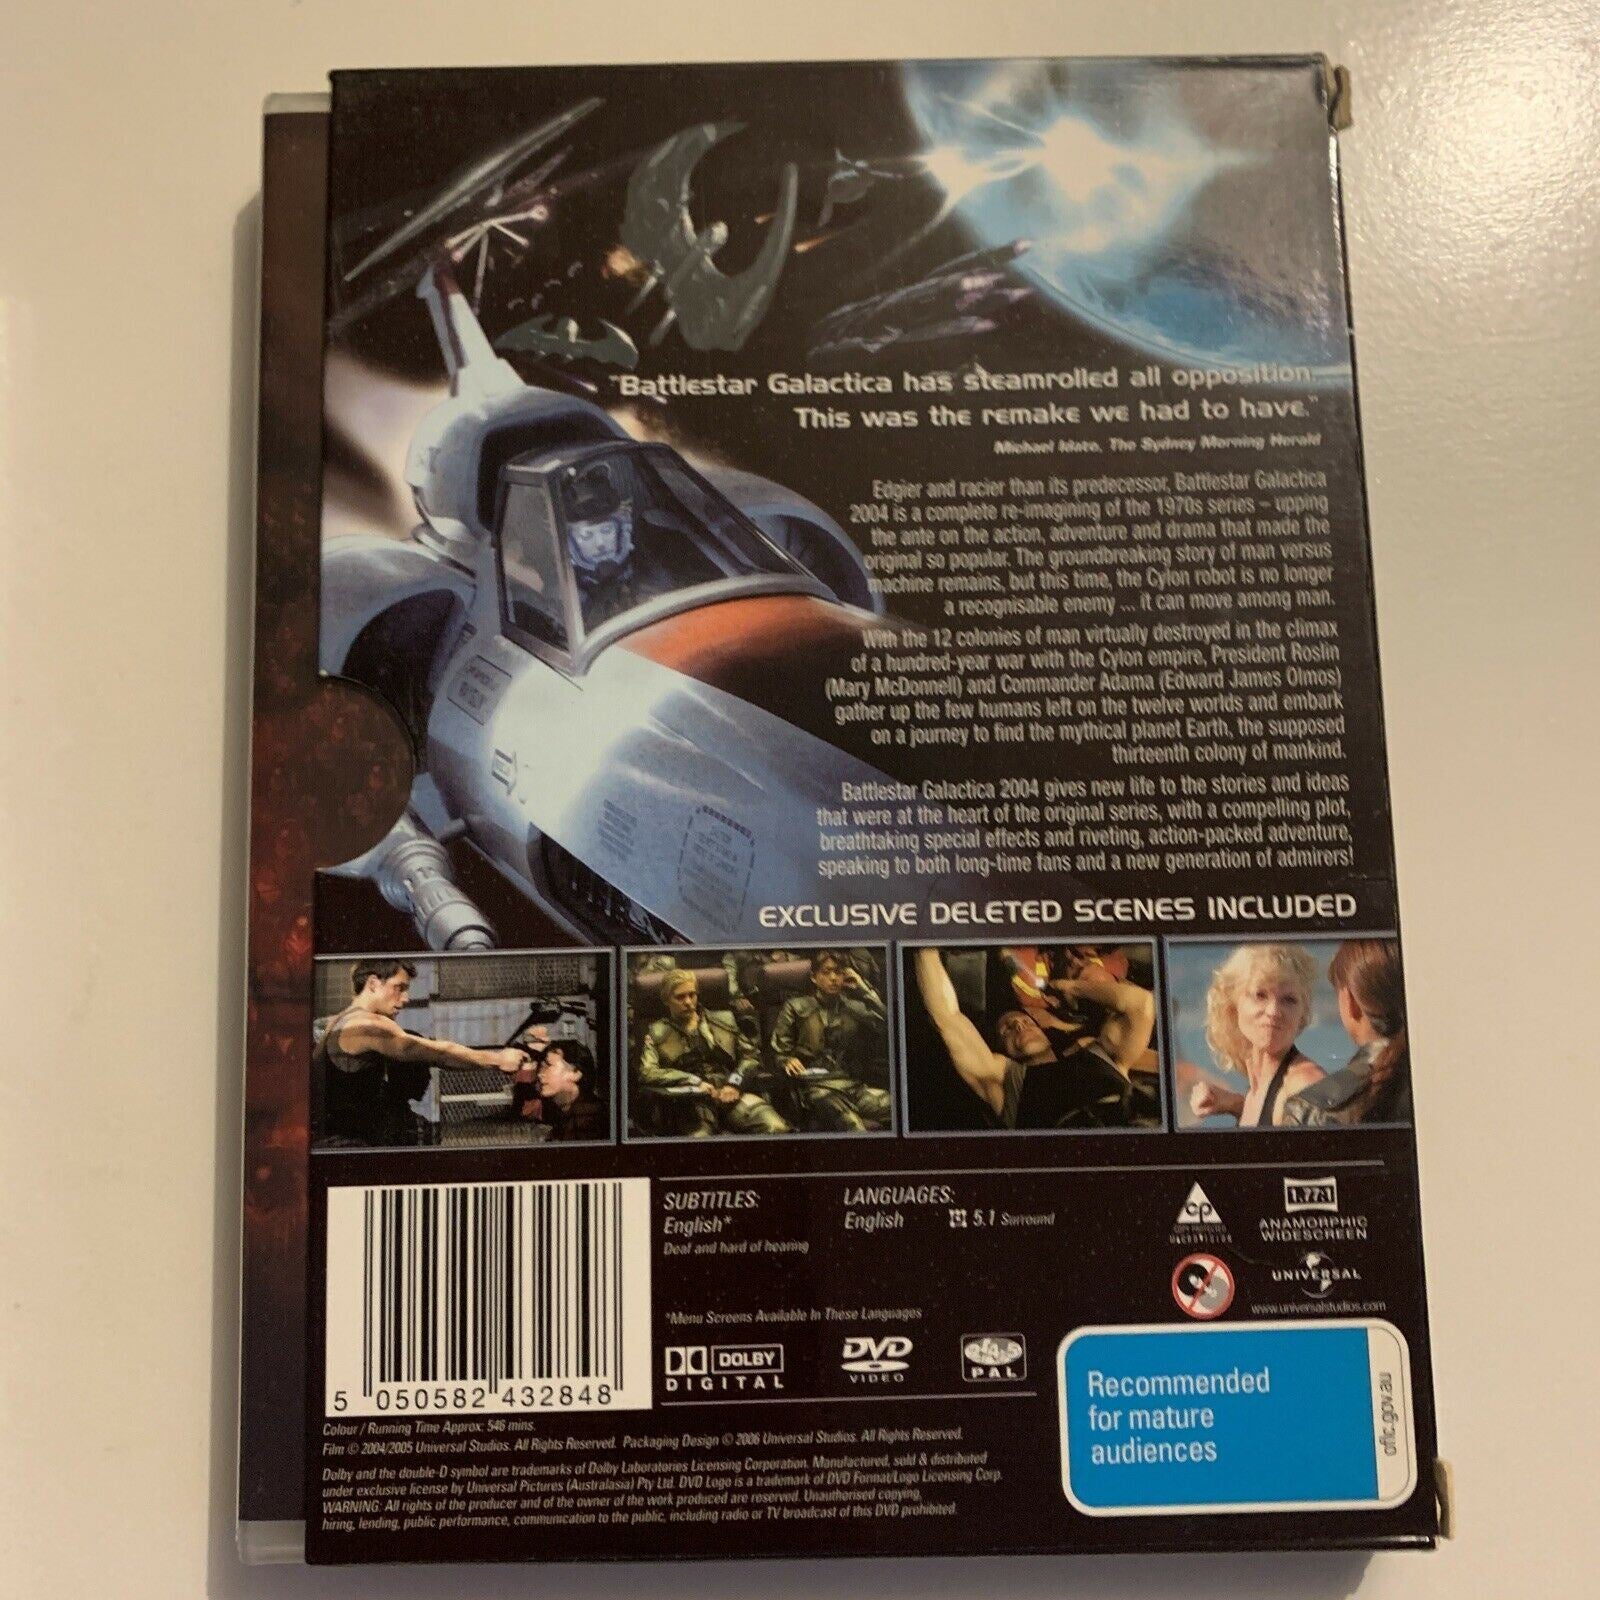 "Battlestar Galactica has steamrolled all opposition.
This was the remake we had to have."
Michael Mate, The Sydney Morning Herald
Edgier and racier than its predecessor, Battlestar Galactica
2004 is a complete re-imagining of the 1970s series – upping
the ante on the action, adventure and drama that made the
original so popular. The groundbreaking story of man versus
machine remains, but this time, the Cylon robot is no longer
a recognisable enemy ... it can move among man.
With the 12 colonies of man virtually destroyed in the climax
of a hundred-year war with the Cylon empire, President Roslin
(Mary McDonnell) and Commander Adama (Edward James Olmos)
gather up the few humans left on the twelve worlds and embark
on a journey to find the mythical planet Earth, the supposed
thirteenth colony of mankind.
Battlestar Galactica 2004 gives new life to the stories and ideas
that were at the heart of the original series, with a compelling plot,
breathtaking special effects and riveting, action-packed adventure,
speaking to both long-time fans and a new generation of admirers!
EXCLUSIVE DELETED SCENES INCLUDED
SUBTITLES:
English*
Deaf and hard of hearing
LANGUAGES:
English 5.1 Surround
*Menu Screens Available In These Languages
DOLBY
DIGITAL
DVD
VIDEO
PAL
cp
COPY PROTECTED
MACROVISION
1.77:1
ANAMORPHIC
WIDESCREEN
UNIVERSAL
www.universalstudios.com
Recommended
for mature
audiences
oflc.gov.au
5 050582 432848
Colour / Running Time Approx: 546 mins.
Film © 2004/2005 Universal Studios. All Rights Reserved. Packaging Design © 2006 Universal Studios. All Rights Reserved.
Dolby and the double-D symbol are trademarks of Dolby Laboratories Licensing Corporation. Manufactured, sold & distributed
under exclusive license by Universal Pictures (Australasia) Pty Ltd. DVD Logo is a trademark of DVD Format/Logo Licensing Corp.
WARNING: All rights of the producer and of the owner of the work produced are reserved. Unauthorised copying,
hiring, lending, public performance, communication to the public, including radio or TV broadcast of this DVD prohibited.